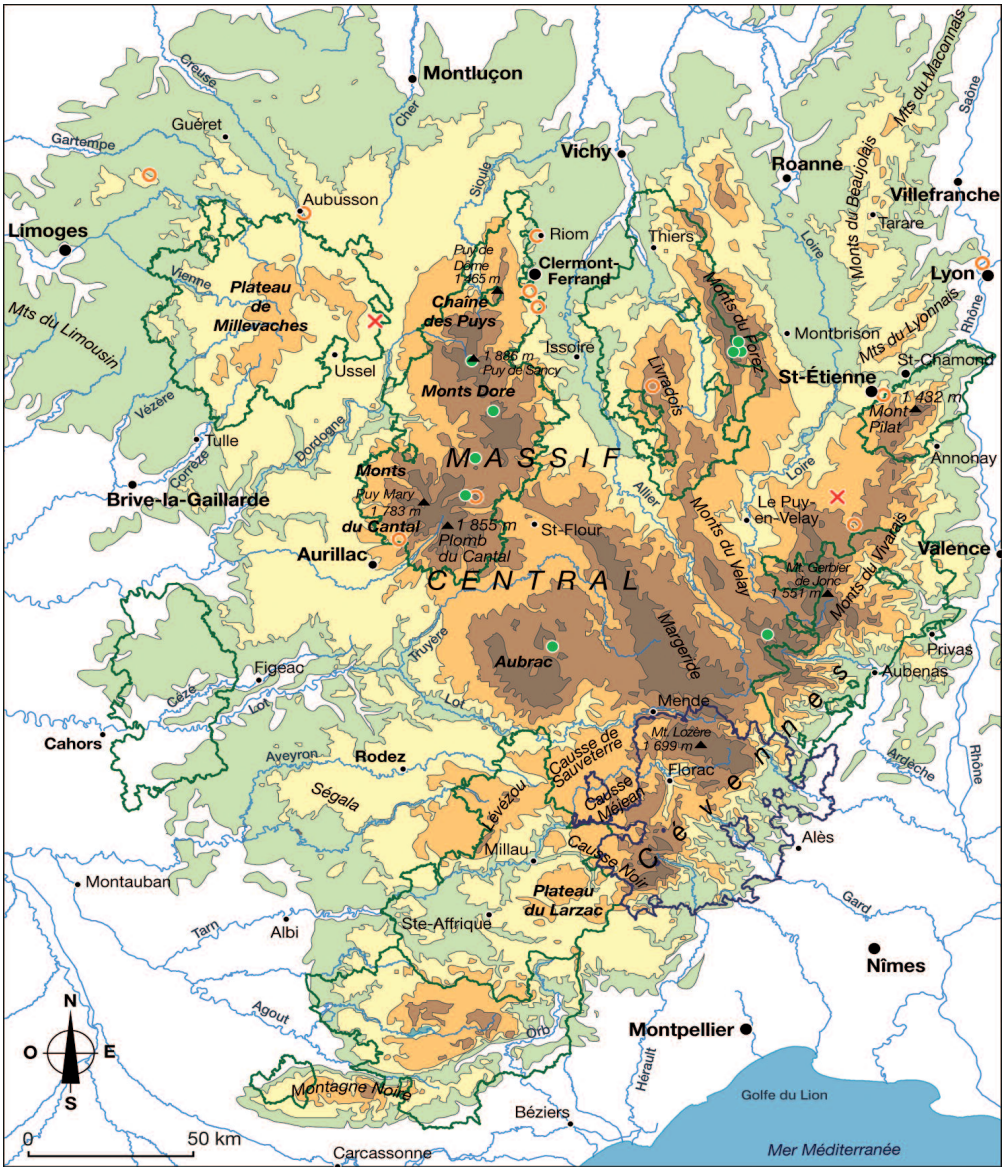 Montluçon
Creuse
Cher
Guéret
Gartempe
Sioule
Vichy
Roanne
Mts du Maconnais
Saône
Villefranche
Monts du Beaujolais
Tarare
Aubusson
Limoges
Riom
Thiers
Loire
Puy de
Dôme
1 465 m
Clermont-
Ferrand
Lyon
Vienne
Plateau
de
Millevaches
Chaîne
des Puys
Monts du Forez
Montbrison
Mts du Lyonnais
Rhône
Mts du Limousin
Ussel
1 886 m
Puy de Sancy
Issoire
St-Chamond
St-Étienne
Monts Dore
Livradois
1 432 m
Mont
Pilat
Vézère
Tulle
Corrèze
Dordogne
Annonay
Brive-la-Gaillarde
MASSIF
Monts
Puy Mary
1 783 m
du Cantal
Allier
Loire
Le Puy-
en-Velay
1 855 m
Plomb
du Cantal
St-Flour
Monts du Velay
Aurillac
Valence
CENTRAL
Mt. Gerbier
de Jonc
1 551 m
Monts du Vivarais
Truyère
Margeride
Aubrac
Privas
Aubenas
Figeac
Cèze
Lot
Lot
Mende
Cahors
Mt. Lozère
1 699 m
Cévennes
Aveyron
Rodez
Causse de
Sauveterre
Florac
Ardèche
Rhône
Ségala
Lévézou
Causse
Méjean
Millau
Causse Noir
Alès
Montauban
Plateau
du Larzac
Gard
Tarn
Albi
Ste-Affrique
Nîmes
N
O
E
S
Agout
Orb
Montpellier
Hérault
Montagne Noire
Golfe du Lion
Béziers
0
50 km
Carcassonne
Mer Méditerranée